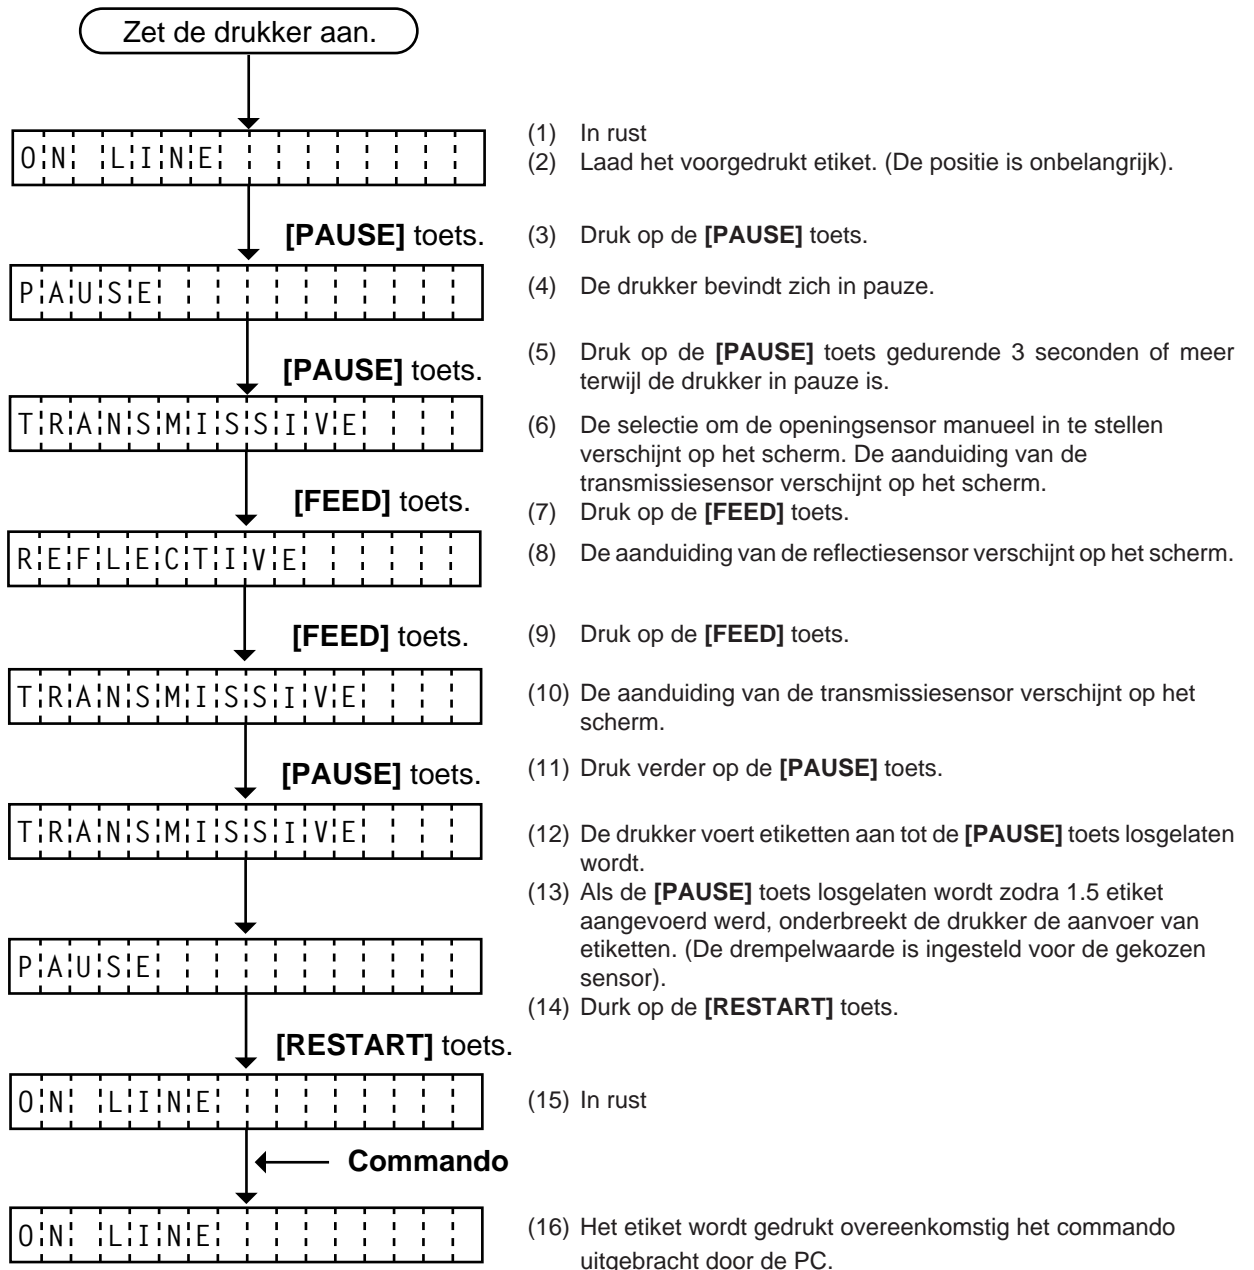 Zet de drukker aan.
ON LINE
(1) In rust
(2) Laad het voorgedrukt etiket. (De positie is onbelangrijk).
[PAUSE] toets.
(3) Druk op de [PAUSE] toets.
PAUSE
(4) De drukker bevindt zich in pauze.
[PAUSE] toets.
(5) Druk op de [PAUSE] toets gedurende 3 seconden of meer
terwijl de drukker in pauze is.
TRANSMISSIVE
(6) De selectie om de openingsensor manueel in te stellen
verschijnt op het scherm. De aanduiding van de
transmissiesensor verschijnt op het scherm.
[FEED] toets.
(7) Druk op de [FEED] toets.
REFLECTIVE
(8) De aanduiding van de reflectiesensor verschijnt op het scherm.
[FEED] toets.
(9) Druk op de [FEED] toets.
TRANSMISSIVE
(10) De aanduiding van de transmissiesensor verschijnt op het
scherm.
[PAUSE] toets.
(11) Druk verder op de [PAUSE] toets.
TRANSMISSIVE
(12) De drukker voert etiketten aan tot de [PAUSE] toets losgelaten
wordt.
(13) Als de [PAUSE] toets losgelaten wordt zodra 1.5 etiket
aangevoerd werd, onderbreekt de drukker de aanvoer van
etiketten. (De drempelwaarde is ingesteld voor de gekozen
sensor).
PAUSE
(14) Durk op de [RESTART] toets.
[RESTART] toets.
ON LINE
(15) In rust
Commando
ON LINE
(16) Het etiket wordt gedrukt overeenkomstig het commando
uitgebracht door de PC.